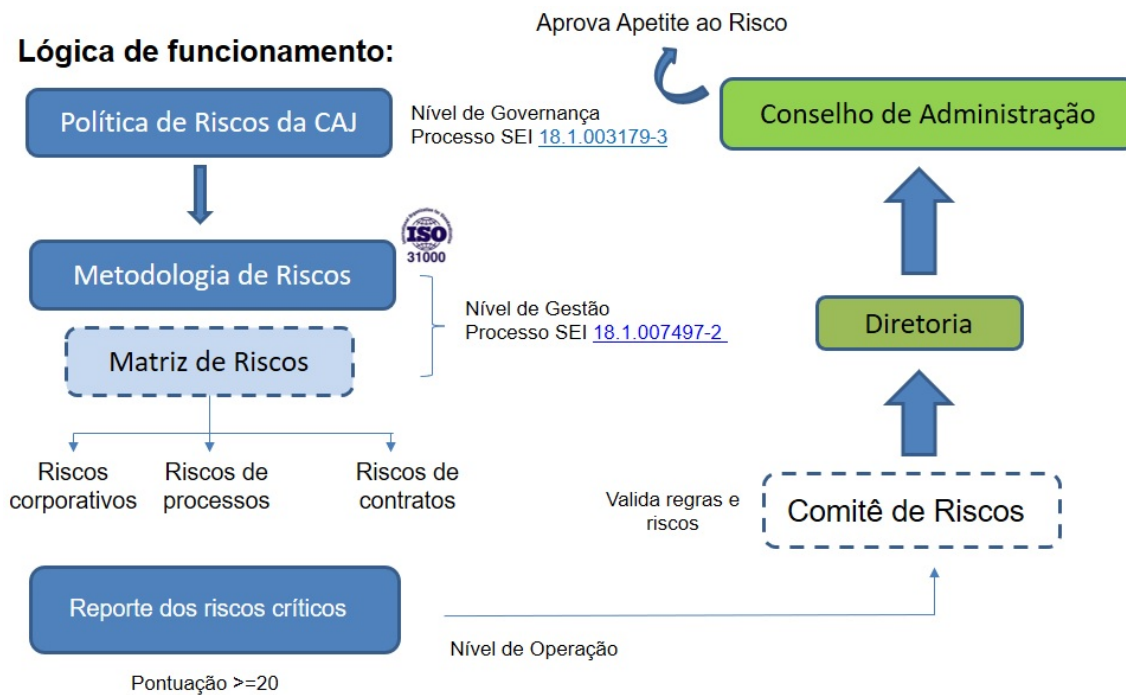 Aprova Apetite ao Risco
Lógica de funcionamento:
Política de Riscos da CAJ
Nível de Governança
Processo SEI 18.1.003179-3
Conselho de Administração
ISO
31000
Metodologia de Riscos
Nível de Gestão
Processo SEI 18.1.007497-2
Diretoria
Matriz de Riscos
Riscos
corporativos
Riscos de
processos
Riscos de
contratos
Valida regras e
riscos
Comitê de Riscos
Reporte dos riscos críticos
Nível de Operação
Pontuação >=20